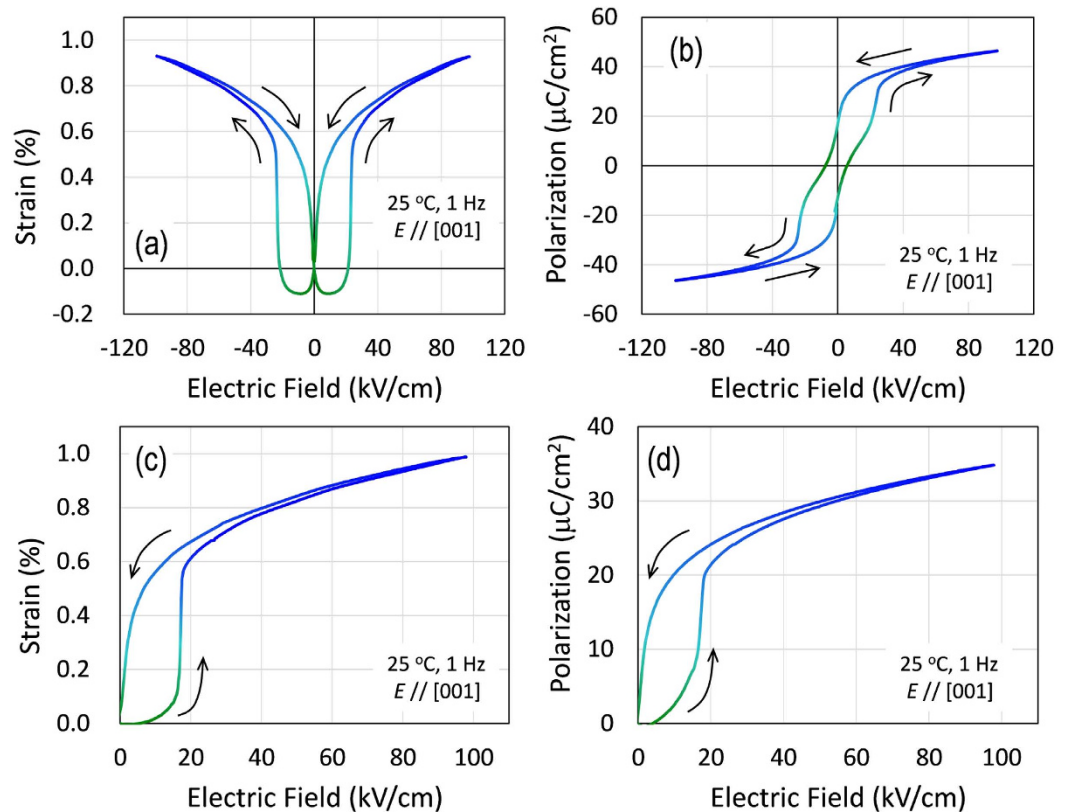 1.0
0.8
0.6
0.4
0.2
0.0
-0.2
Strain (%)
(a)
25 °C, 1 Hz
E // [001]
-120 -80 -40 0 40 80 120
Electric Field (kV/cm)
60
40
20
0
-20
-40
-60
Polarization (μC/cm²)
(b)
25 °C, 1 Hz
E // [001]
-120 -80 -40 0 40 80 120
Electric Field (kV/cm)
1.0
0.8
0.6
0.4
0.2
0.0
Strain (%)
(c)
25 °C, 1 Hz
E // [001]
0 20 40 60 80 100
Electric Field (kV/cm)
40
30
20
10
0
Polarization (μC/cm²)
(d)
25 °C, 1 Hz
E // [001]
0 20 40 60 80 100
Electric Field (kV/cm)